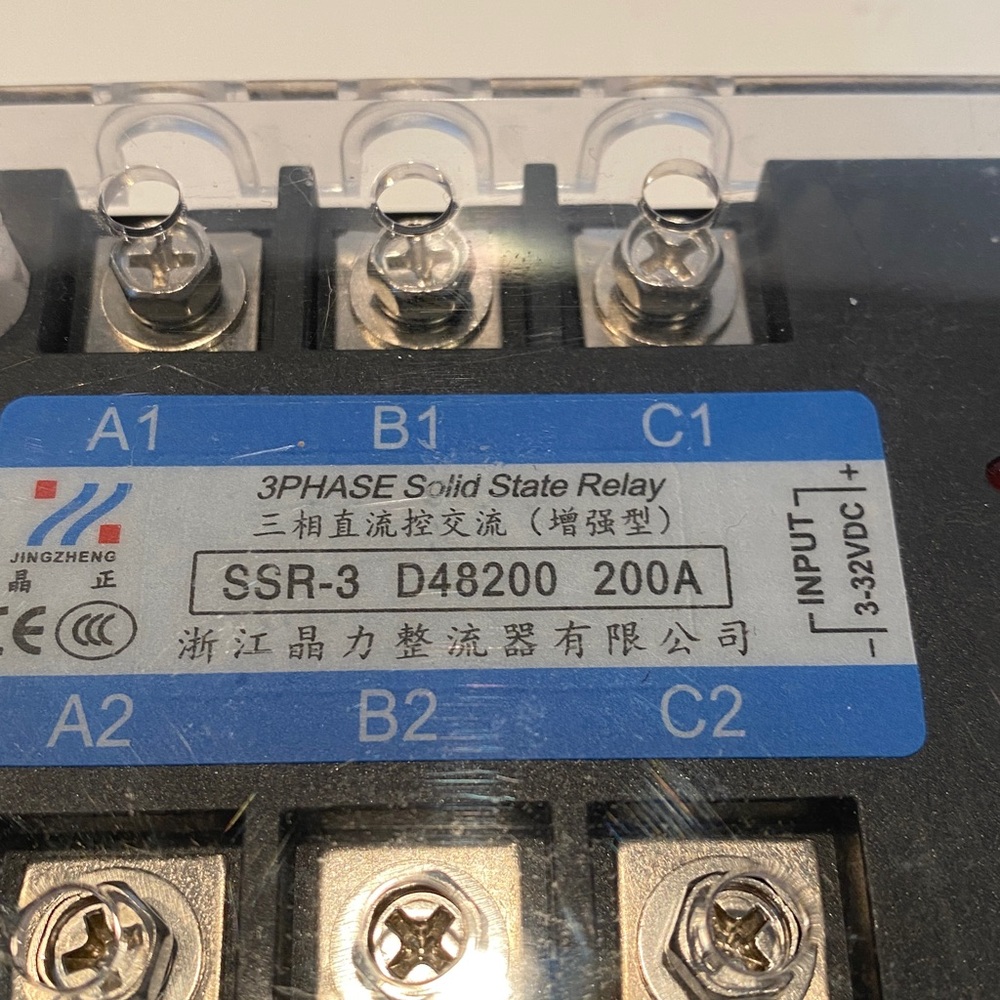 A1 B1 C1
3PHASE Solid State Relay
三相直流控交流（增强型）
JINGZHENG
晶 正
SSR-3 D48200 200A
CE CCC
浙江晶力整流器有限公司
+
INPUT
3-32VDC
-
A2 B2 C2